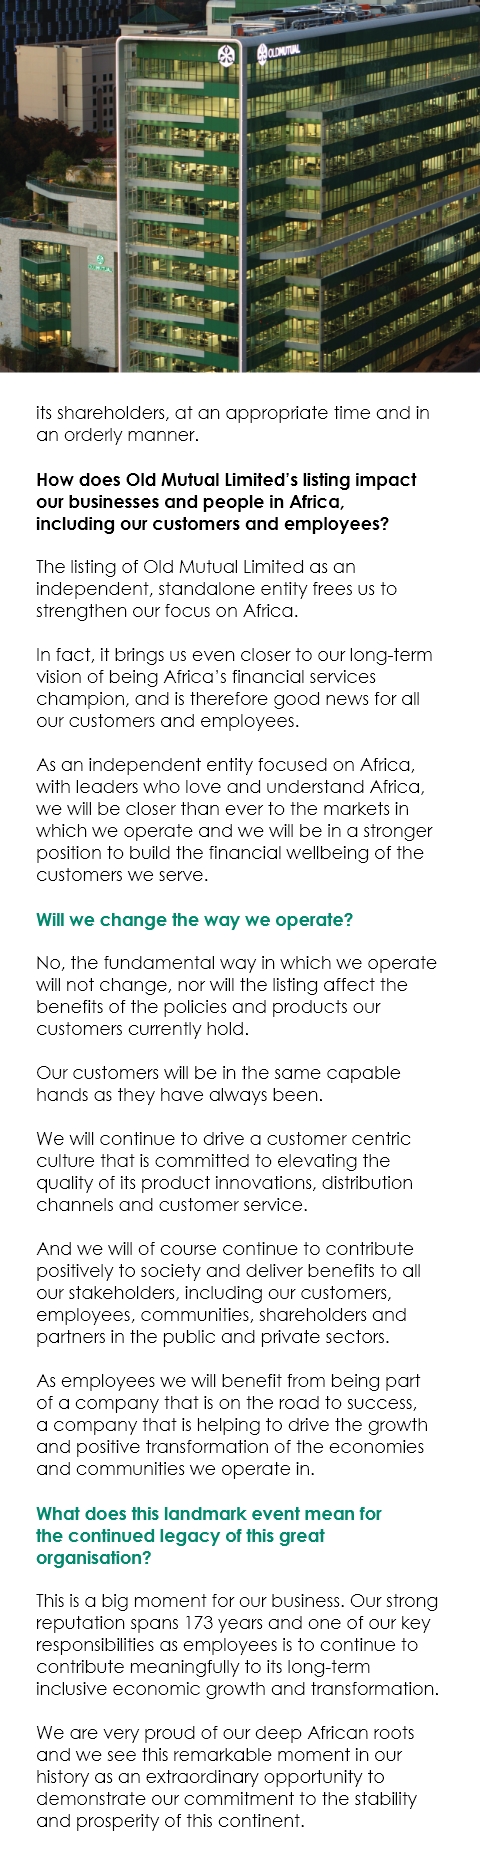 OLDMUTUAL
its shareholders, at an appropriate time and in
an orderly manner.
How does Old Mutual Limited's listing impact
our businesses and people in Africa,
including our customers and employees?
The listing of Old Mutual Limited as an
independent, standalone entity frees us to
strengthen our focus on Africa.
In fact, it brings us even closer to our long-term
vision of being Africa's financial services
champion, and is therefore good news for all
our customers and employees.
As an independent entity focused on Africa,
with leaders who love and understand Africa,
we will be closer than ever to the markets in
which we operate and we will be in a stronger
position to build the financial wellbeing of the
customers we serve.
Will we change the way we operate?
No, the fundamental way in which we operate
will not change, nor will the listing affect the
benefits of the policies and products our
customers currently hold.
Our customers will be in the same capable
hands as they have always been.
We will continue to drive a customer centric
culture that is committed to elevating the
quality of its product innovations, distribution
channels and customer service.
And we will of course continue to contribute
positively to society and deliver benefits to all
our stakeholders, including our customers,
employees, communities, shareholders and
partners in the public and private sectors.
As employees we will benefit from being part
of a company that is on the road to success,
a company that is helping to drive the growth
and positive transformation of the economies
and communities we operate in.
What does this landmark event mean for
the continued legacy of this great
organisation?
This is a big moment for our business. Our strong
reputation spans 173 years and one of our key
responsibilities as employees is to continue to
contribute meaningfully to its long-term
inclusive economic growth and transformation.
We are very proud of our deep African roots
and we see this remarkable moment in our
history as an extraordinary opportunity to
demonstrate our commitment to the stability
and prosperity of this continent.